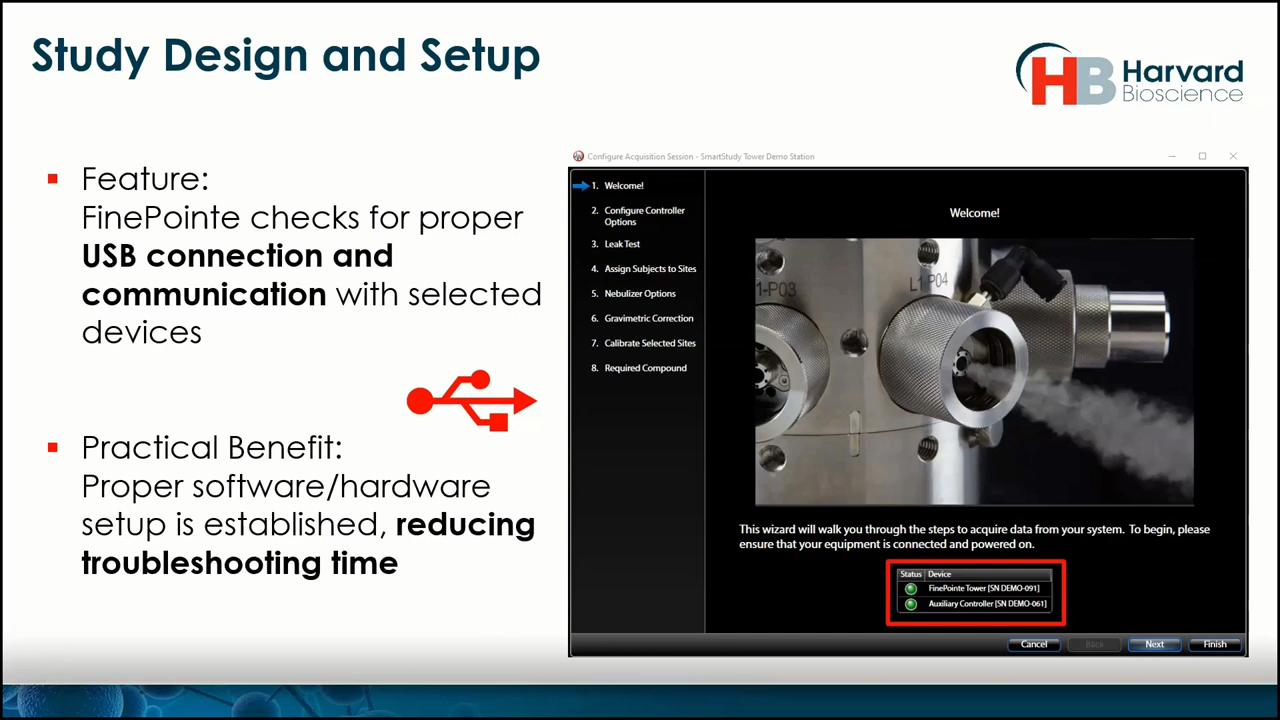 Study Design and Setup
HB Harvard
Bioscience
▪ Feature:
FinePointe checks for proper
USB connection and
communication with selected
devices
▪ Practical Benefit:
Proper software/hardware
setup is established, reducing
troubleshooting time
Configure Acquisition Session - SmartStudy Tower Demo Station
1. Welcome!
2. Configure Controller
Options
3. Leak Test
4. Assign Subjects to Sites
5. Nebulizer Options
6. Gravimetric Correction
7. Calibrate Selected Sites
8. Required Compound
Welcome!
1-P03
L1-P04
This wizard will walk you through the steps to acquire data from your system. To begin, please
ensure that your equipment is connected and powered on.
Status Device
FinePointe Tower [SN DEMO-091]
Auxiliary Controller [SN DEMO-061]
Cancel Back Next Finish